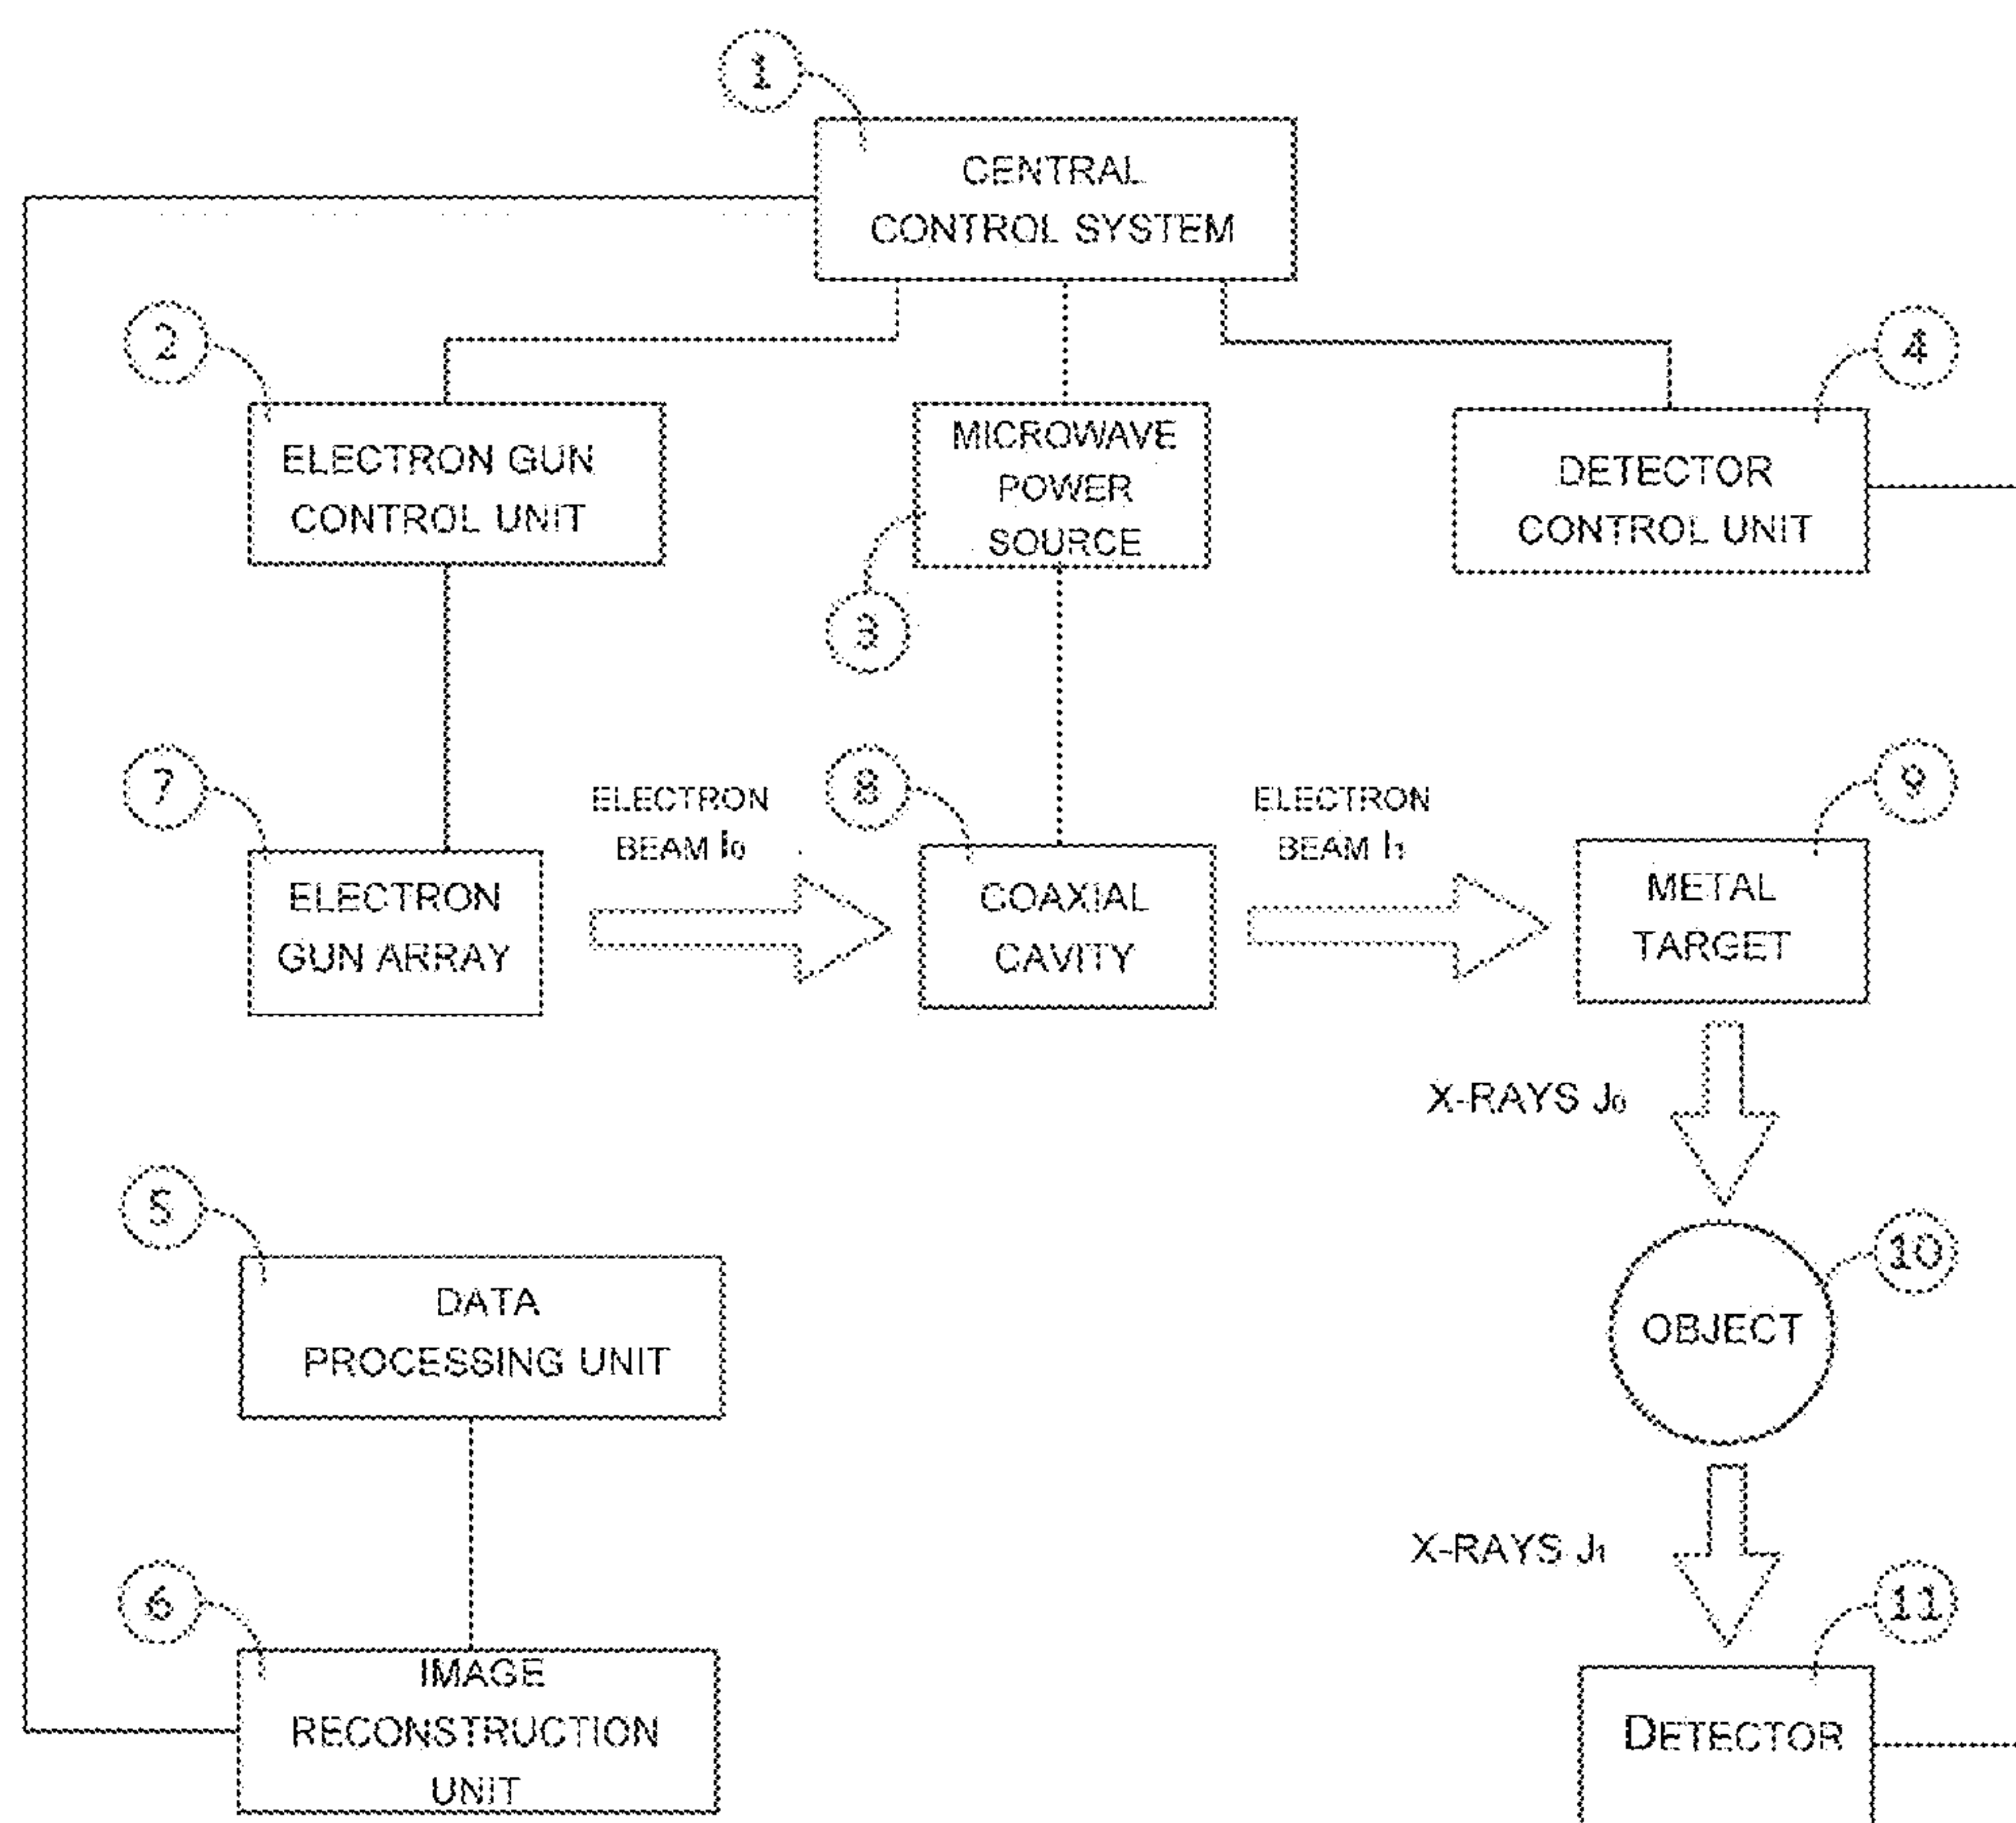 1
CENTRAL
CONTROL SYSTEM
2
ELECTRON GUN
CONTROL UNIT
MICROWAVE
POWER
SOURCE
3
4
DETECTOR
CONTROL UNIT
7
ELECTRON
GUN ARRAY
ELECTRON
BEAM I₀
8
COAXIAL
CAVITY
ELECTRON
BEAM I₁
9
METAL
TARGET
X-RAYS J₀
5
DATA
PROCESSING UNIT
10
OBJECT
X-RAYS J₁
6
IMAGE
RECONSTRUCTION
UNIT
11
DETECTOR